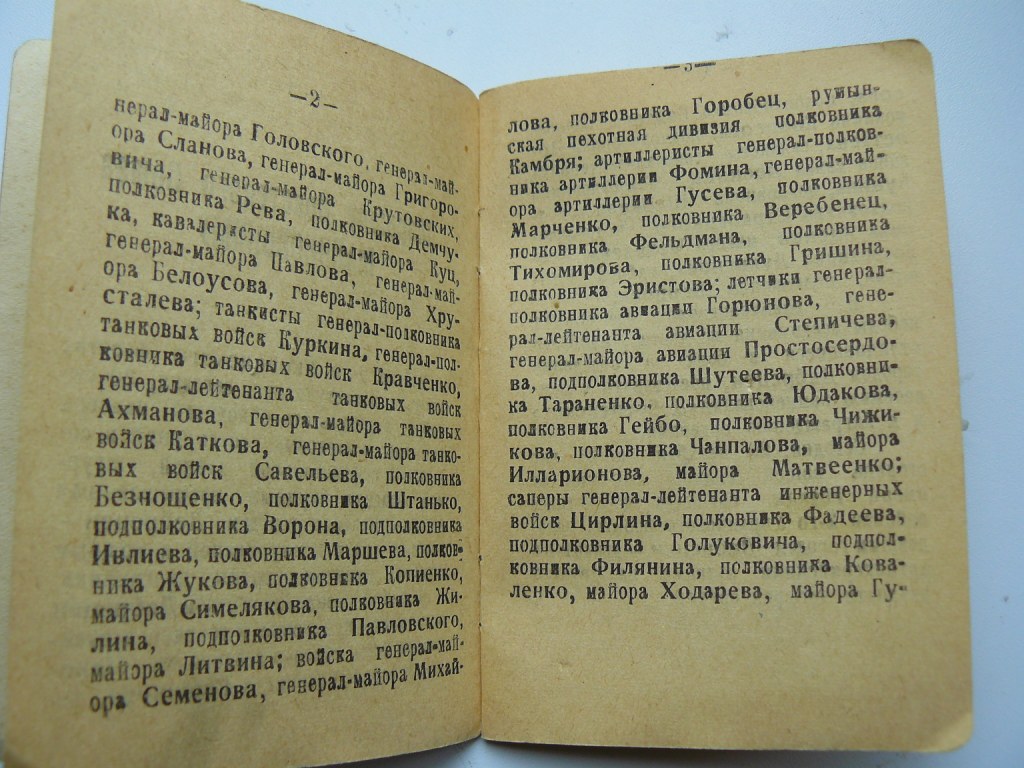 —2—
нерал-майора Головского, генерал-май-
ора Сланова, генерал-майора Григоро-
вича, генерал-майора Крутовских,
полковника Рева, полковника Демчу-
ка, кавалеристы генерал-майора Куц,
генерал-майора Павлова, генерал-май-
ора Белоусова, генерал-майора Хру-
сталева; танкисты генерал-полковника
танковых войск Куркина, генерал-пол-
ковника танковых войск Кравченко,
генерал-лейтенанта танковых войск
Ахманова, генерал-майора танковых
войск Каткова, генерал-майора танко-
вых войск Савельева, полковника
Безнощенко, полковника Штанько,
подполковника Ворона, подполковника
Ивлиева, полковника Маршева, полков-
ника Жукова, полковника Копиенко,
майора Симелякова, полковника Жи-
лина, подполковника Павловского,
майора Литвина; войска генерал-май-
ора Семенова, генерал-майора Михай-
—3—
лова, полковника Горобец, румын-
ская пехотная дивизия полковника
Камбря; артиллеристы генерал-полков-
ника артиллерии Фомина, генерал-май-
ора артиллерии Гусева, полковника
Марченко, полковника Веребенец,
полковника Фельдмана, полковника
Тихомирова, полковника Гришина,
полковника Эристова; летчики генерал-
полковника авиации Горюнова, гене-
рал-лейтенанта авиации Степичева,
генерал-майора авиации Простосердо-
ва, подполковника Шутеева, полковни-
ка Тараненко, полковника Юдакова,
полковника Гейбо, полковника Чижи-
кова, полковника Чанпалова, майора
Илларионова, майора Матвеенко;
саперы генерал-лейтенанта инженерных
войск Цирлина, полковника Фадеева,
подполковника Голуковича, подпол-
ковника Филянина, полковника Кова-
ленко, майора Ходарева, майора Гу-